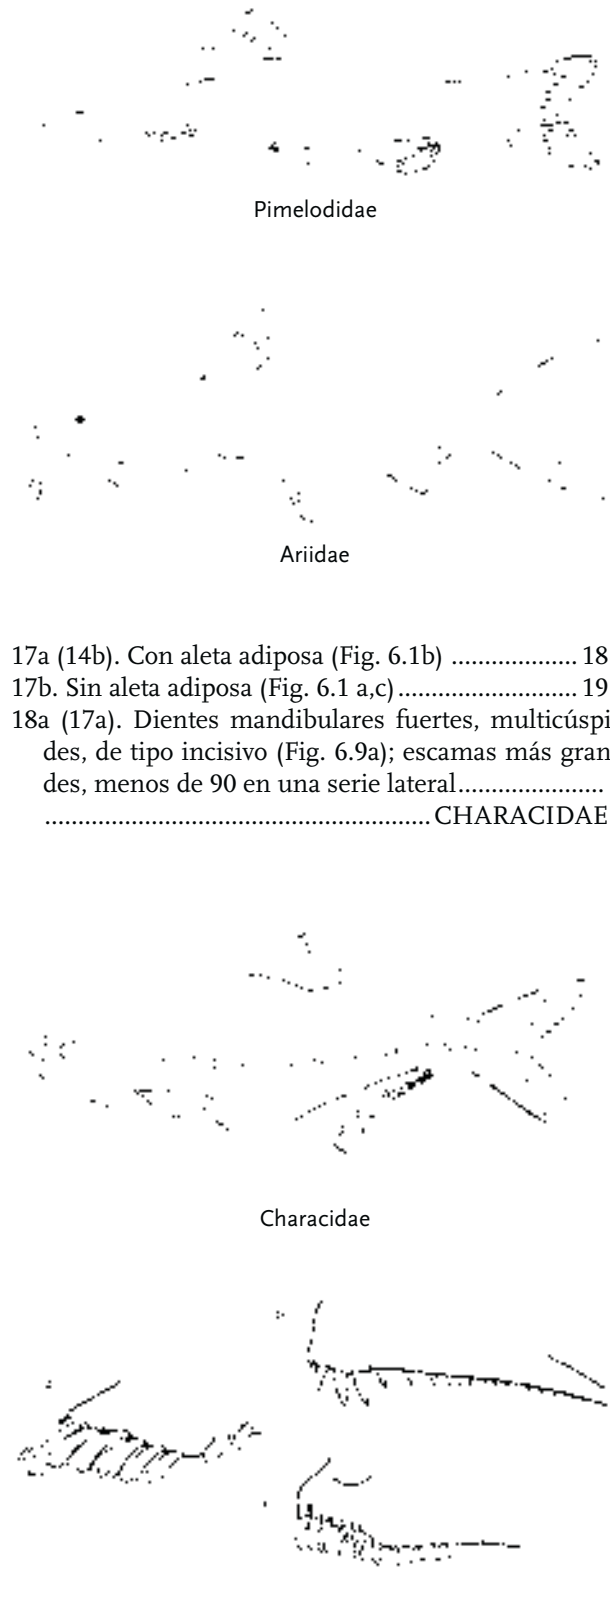 Pimelodidae
Ariidae
17a (14b). Con aleta adiposa (Fig. 6.1b) ................... 18
17b. Sin aleta adiposa (Fig. 6.1 a,c)........................... 19
18a (17a). Dientes mandibulares fuertes, multicúspi
des, de tipo incisivo (Fig. 6.9a); escamas más gran
des, menos de 90 en una serie lateral......................
.......................................................... CHARACIDAE
Characidae